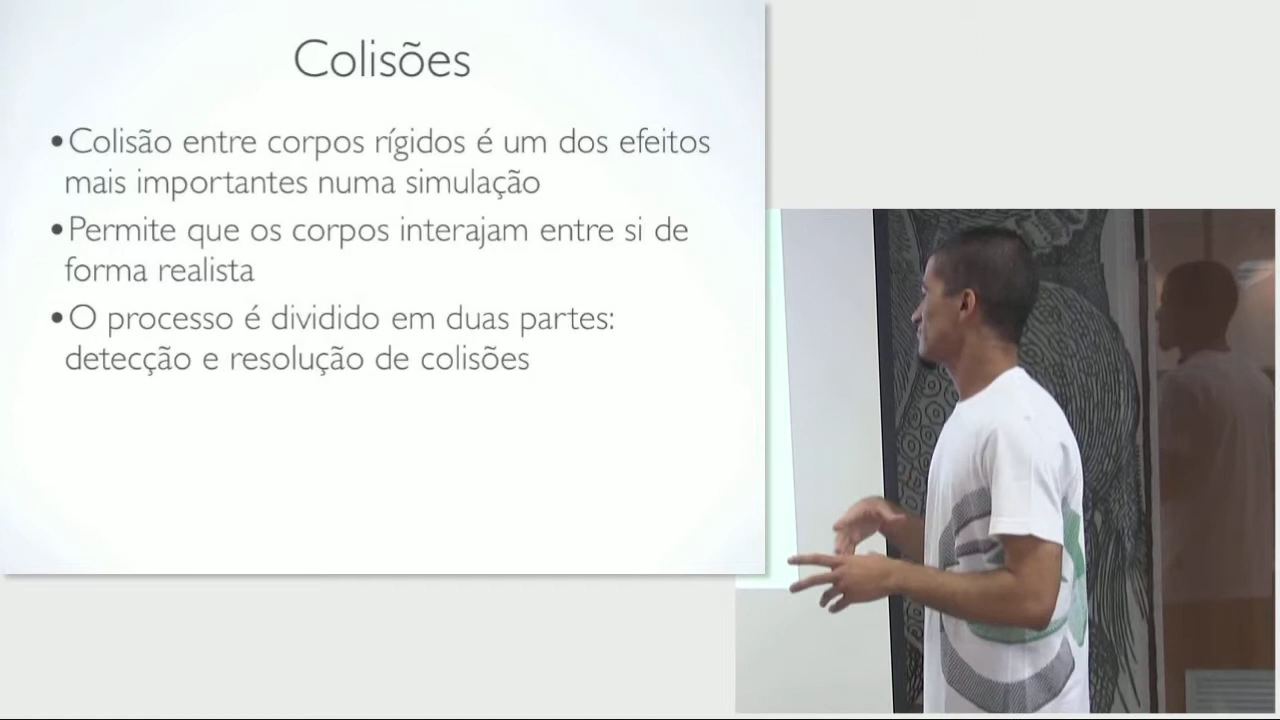 Colisões
•Colisão entre corpos rígidos é um dos efeitos
mais importantes numa simulação
•Permite que os corpos interajam entre si de
forma realista
•O processo é dividido em duas partes:
detecção e resolução de colisões